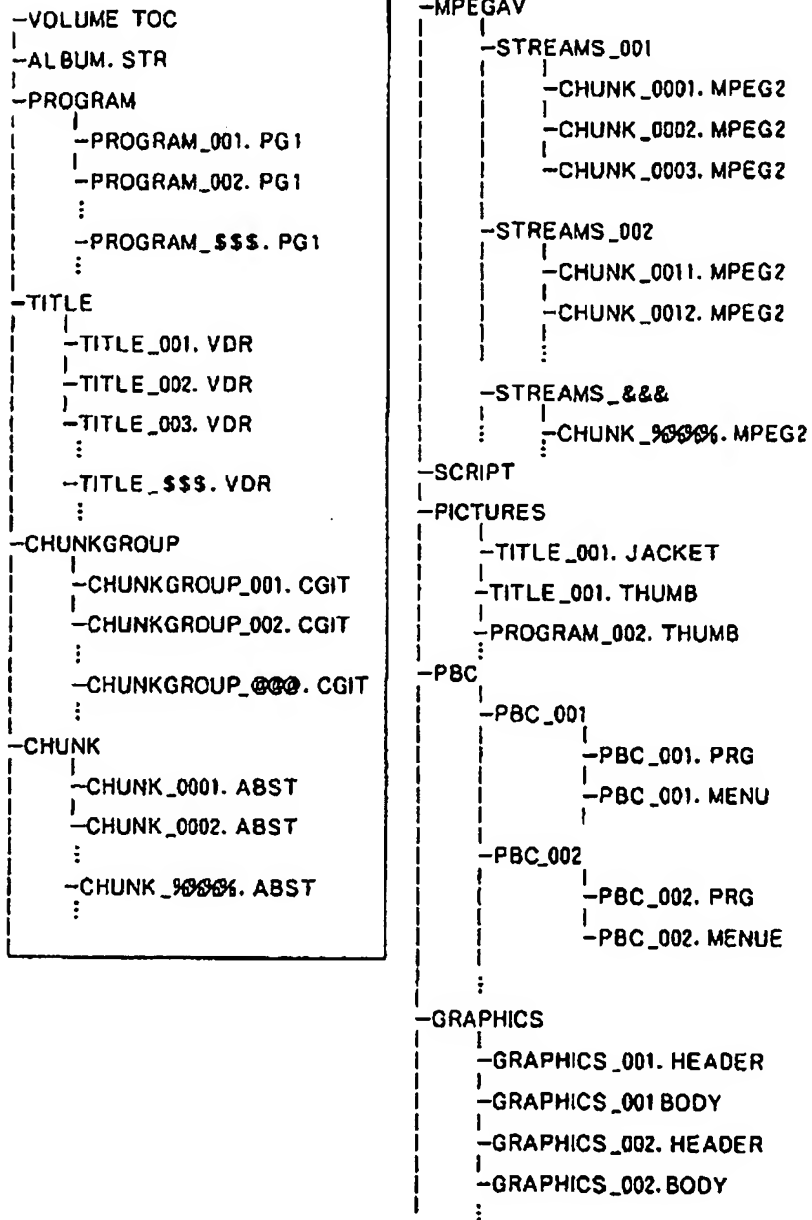 VOLUME TOC
ALBUM. STR
PROGRAM
PROGRAM_001. PG1
PROGRAM_002. PG1
PROGRAM_$$$. PG1
TITLE
TITLE_001. VDR
TITLE_002. VDR
TITLE_003. VDR
TITLE_$$$. VDR
CHUNKGROUP
CHUNKGROUP_001. CGIT
CHUNKGROUP_002. CGIT
CHUNKGROUP_@@@. CGIT
CHUNK
CHUNK_0001. ABST
CHUNK_0002. ABST
CHUNK_%%%%. ABST
MPEGAV
STREAMS_001
CHUNK_0001. MPEG2
CHUNK_0002. MPEG2
CHUNK_0003. MPEG2
STREAMS_002
CHUNK_0011. MPEG2
CHUNK_0012. MPEG2
STREAMS_&&&
CHUNK_%%%%. MPEG2
SCRIPT
PICTURES
TITLE_001. JACKET
TITLE_001. THUMB
PROGRAM_002. THUMB
PBC
PBC_001
PBC_001. PRG
PBC_001. MENU
PBC_002
PBC_002. PRG
PBC_002. MENUE
GRAPHICS
GRAPHICS_001. HEADER
GRAPHICS_001 BODY
GRAPHICS_002. HEADER
GRAPHICS_002. BODY